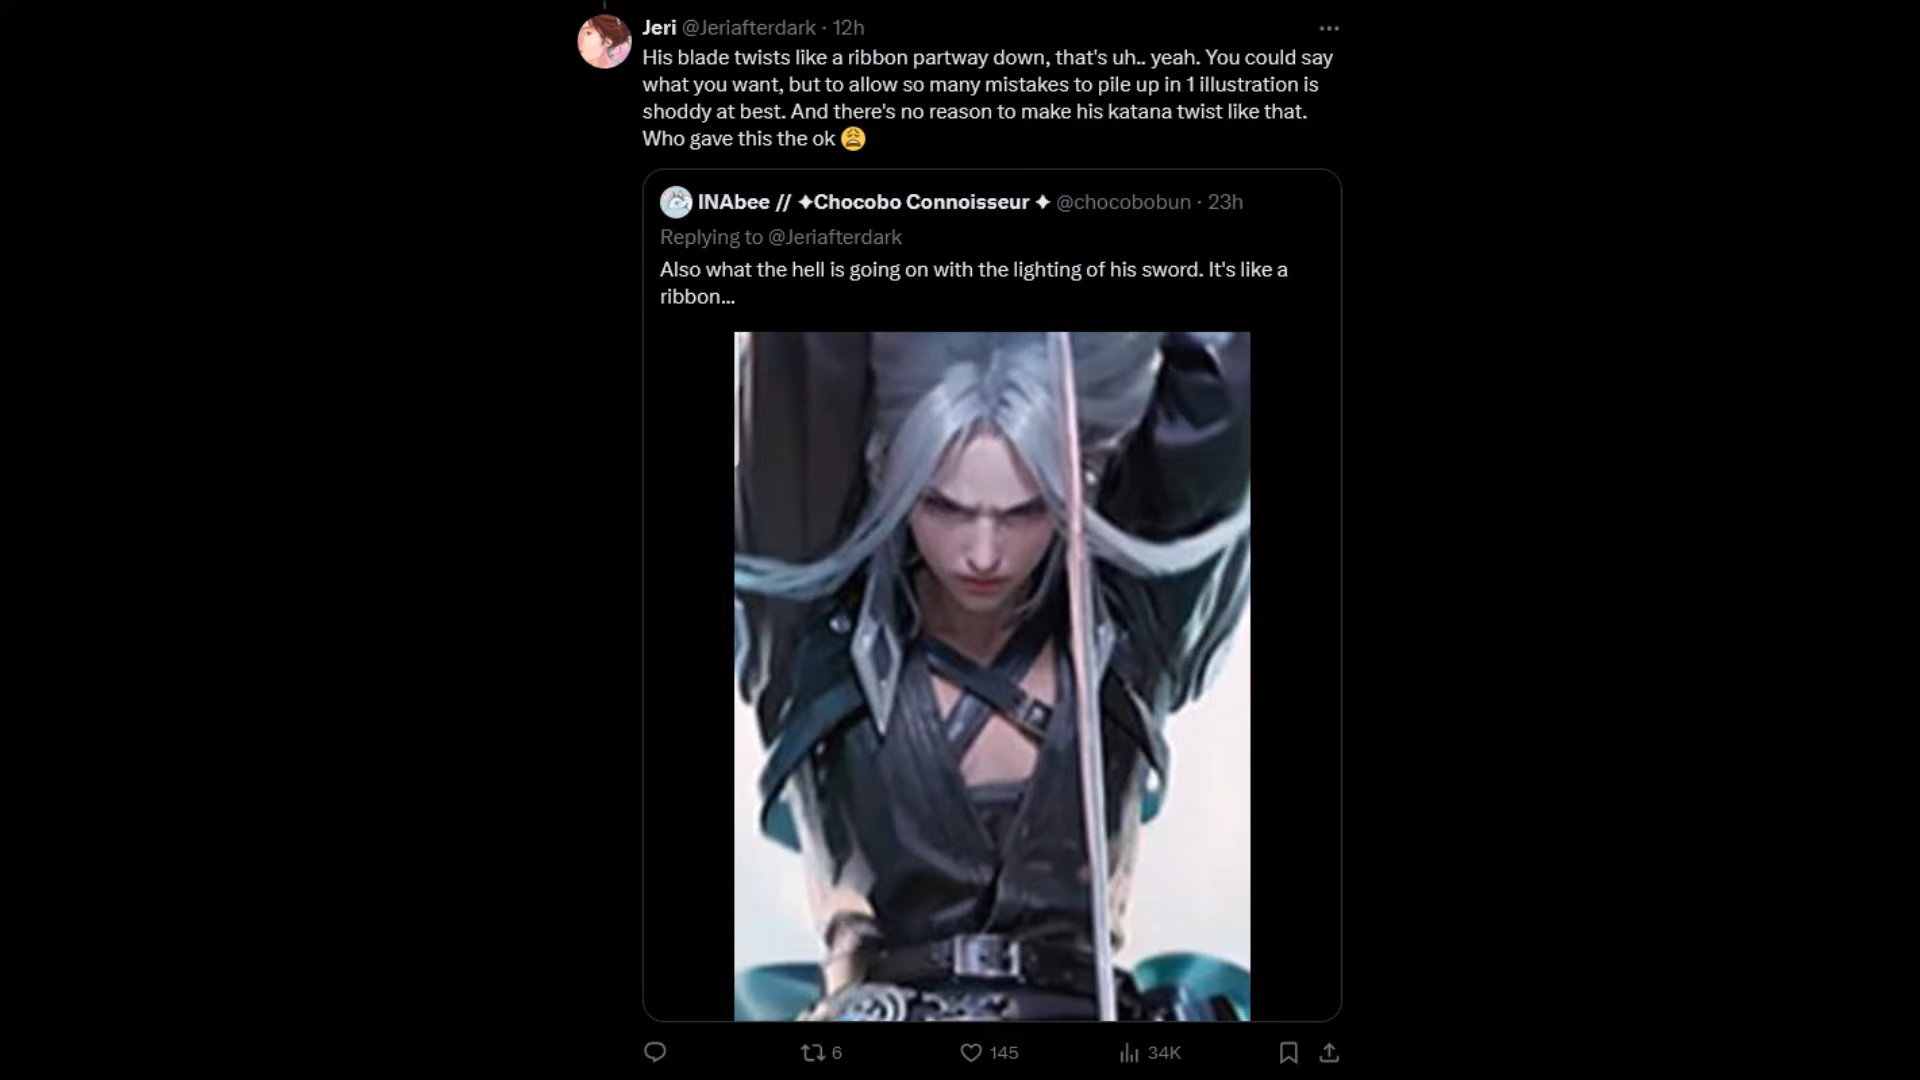 Jeri @Jeriafterdark · 12h
His blade twists like a ribbon partway down, that's uh.. yeah. You could say
what you want, but to allow so many mistakes to pile up in 1 illustration is
shoddy at best. And there's no reason to make his katana twist like that.
Who gave this the ok 😩
INAbee // ✦Chocobo Connoisseur ✦ @chocobobun · 23h
Replying to @Jeriafterdark
Also what the hell is going on with the lighting of his sword. It's like a
ribbon...
6 145 34K